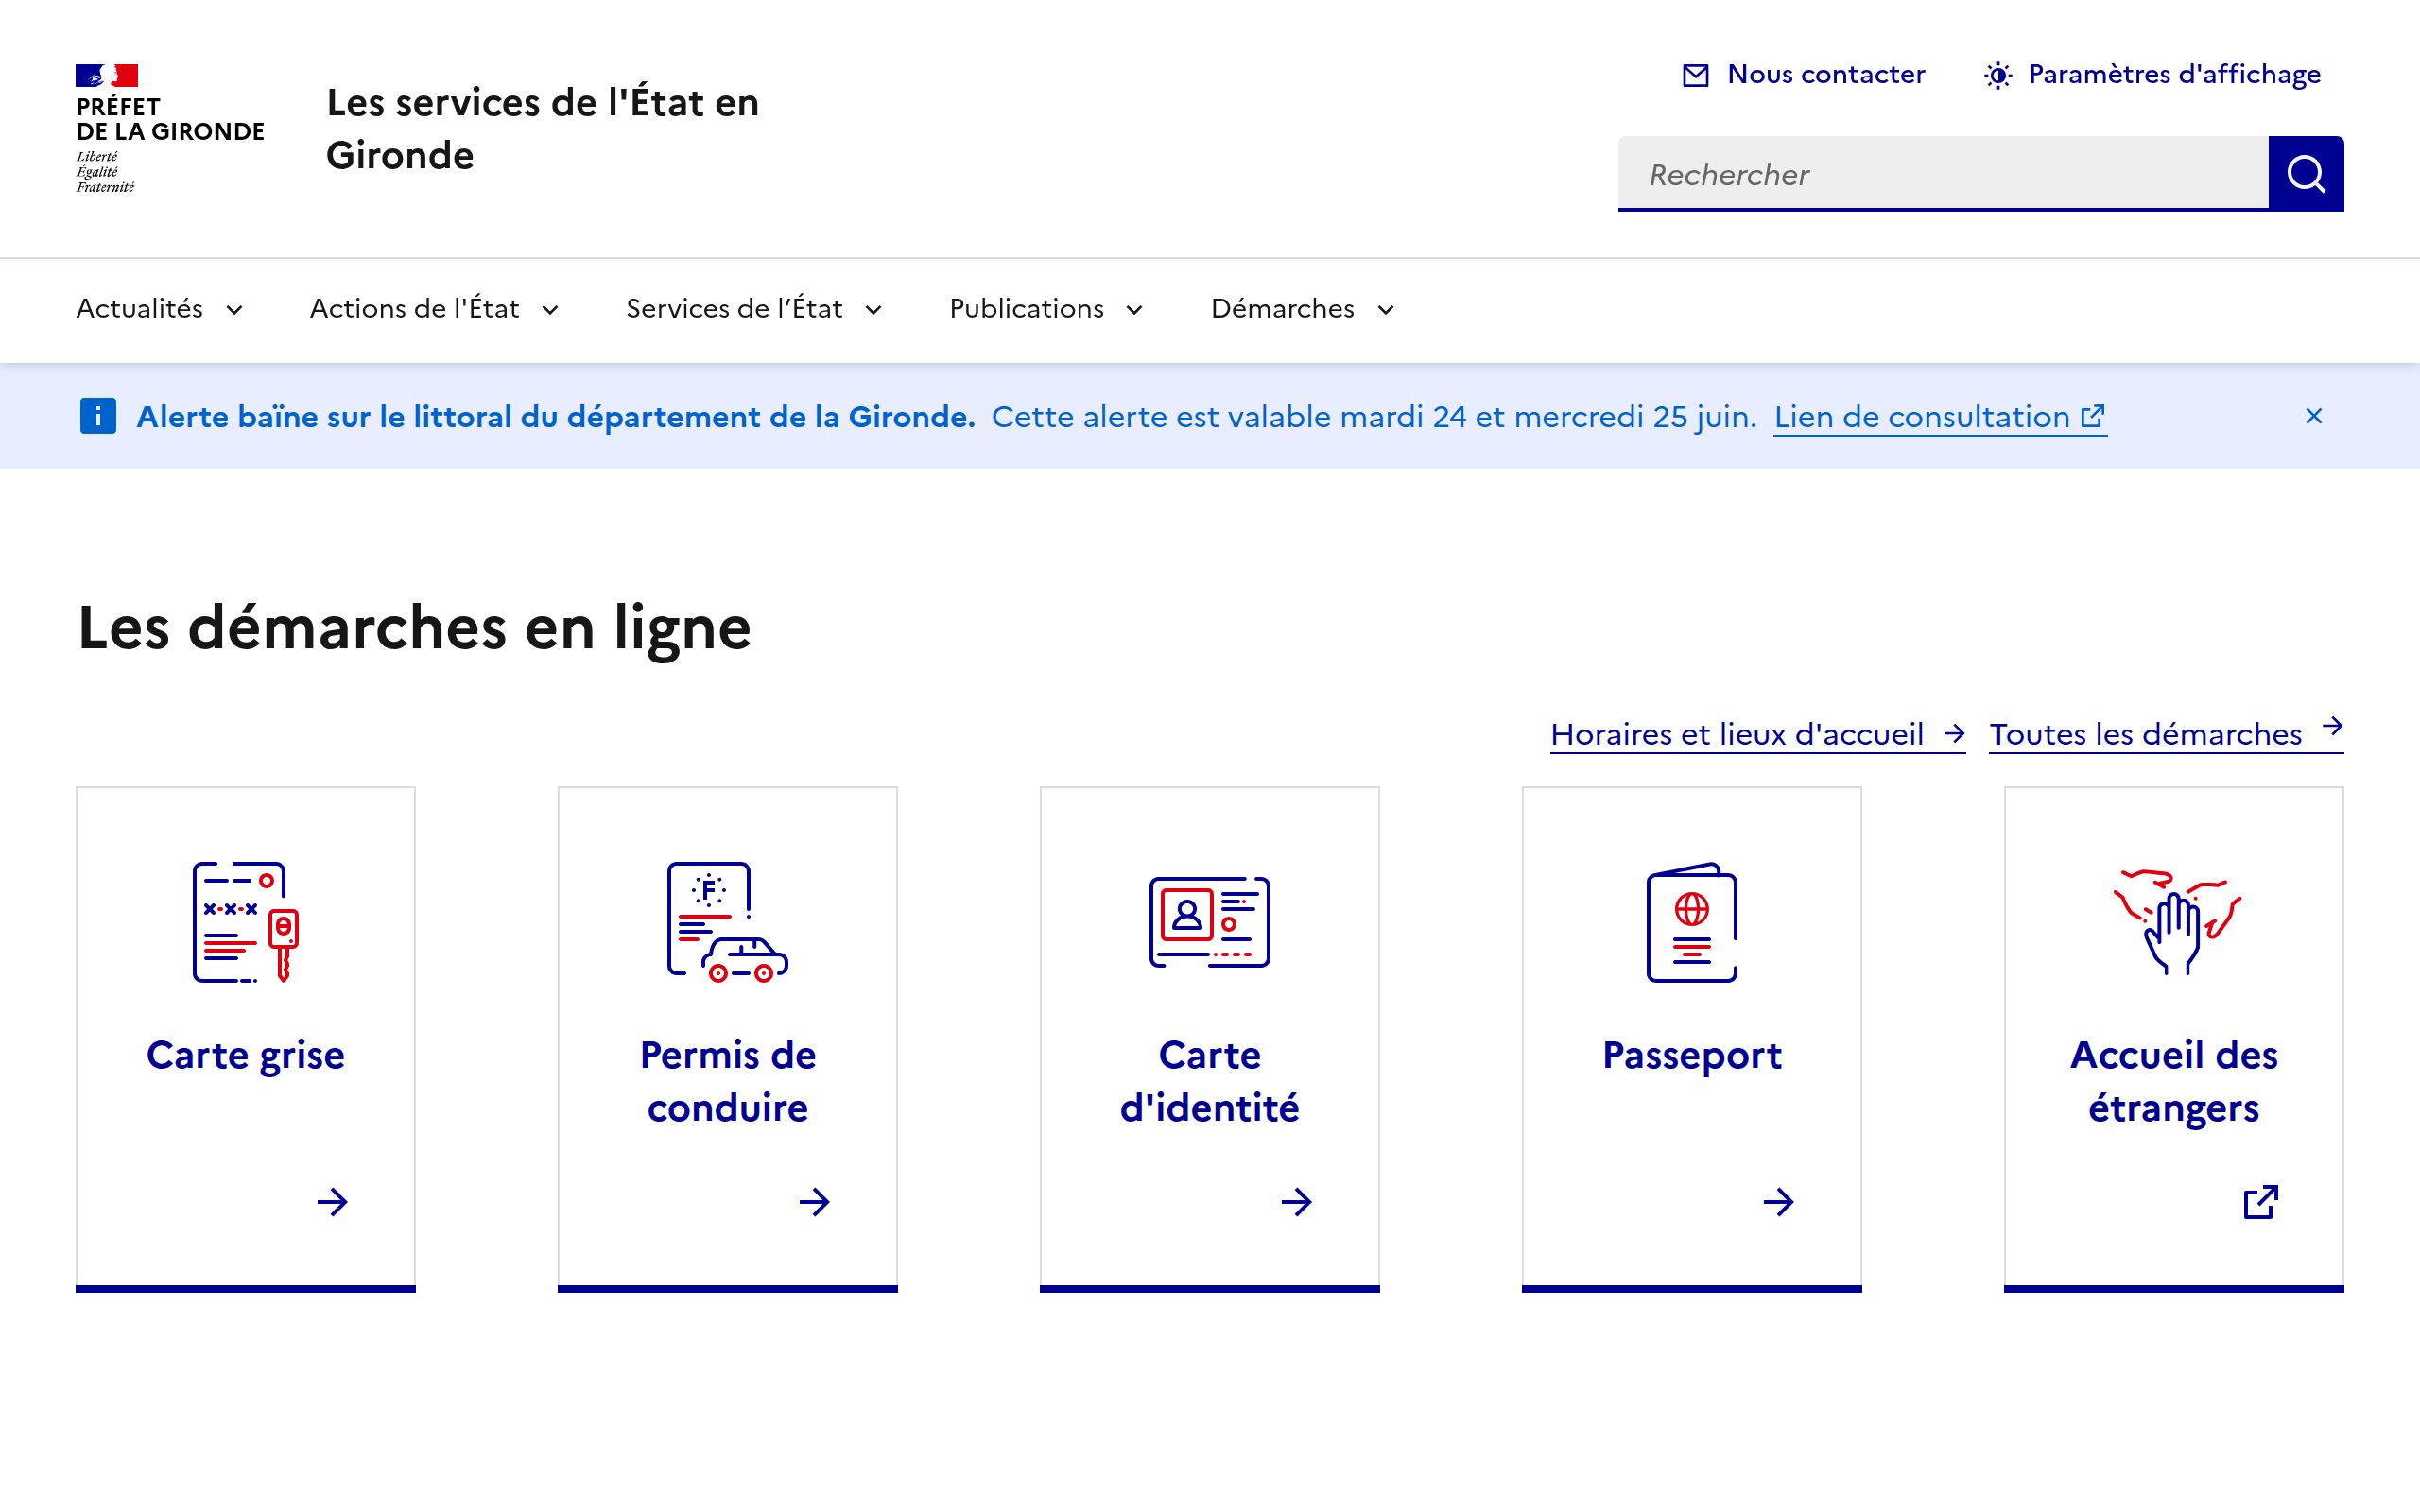 PRÉFET
DE LA GIRONDE
Liberté
Égalité
Fraternité
Les services de l'État en
Gironde
Nous contacter
Paramètres d'affichage
Rechercher
Actualités
Actions de l'État
Services de l’État
Publications
Démarches
Alerte baïne sur le littoral du département de la Gironde. Cette alerte est valable mardi 24 et mercredi 25 juin. Lien de consultation
Les démarches en ligne
Horaires et lieux d'accueil
Toutes les démarches
Carte grise
F
Permis de
conduire
Carte
d'identité
Passeport
Accueil des
étrangers